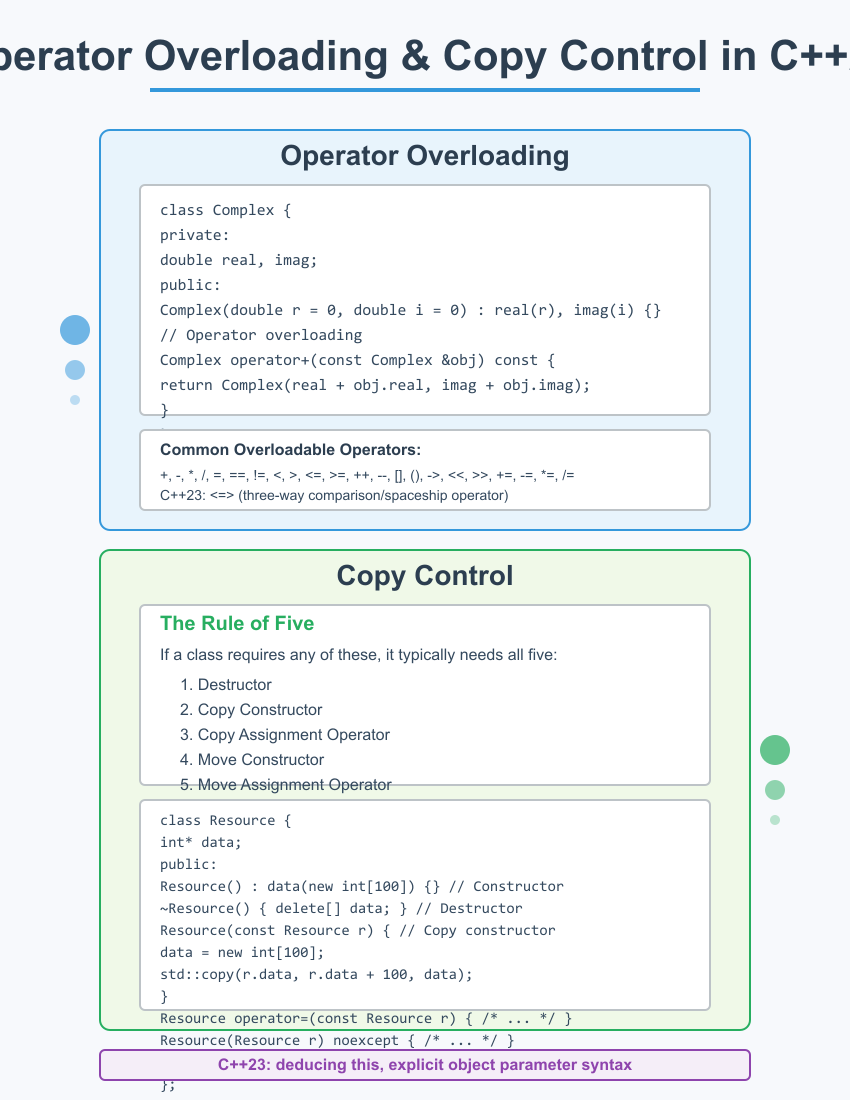 perator Overloading & Copy Control in C++
Operator Overloading
class Complex {
private:
double real, imag;
public:
Complex(double r = 0, double i = 0) : real(r), imag(i) {}
// Operator overloading
Complex operator+(const Complex &obj) const {
return Complex(real + obj.real, imag + obj.imag);
}
Common Overloadable Operators:
+, -, *, /, =, ==, !=, <, >, <=, >=, ++, --, [], (), ->, <<, >>, +=, -=, *=, /=
C++23: <=> (three-way comparison/spaceship operator)
Copy Control
The Rule of Five
If a class requires any of these, it typically needs all five:
1. Destructor
2. Copy Constructor
3. Copy Assignment Operator
4. Move Constructor
5. Move Assignment Operator
class Resource {
int* data;
public:
Resource() : data(new int[100]) {} // Constructor
~Resource() { delete[] data; } // Destructor
Resource(const Resource r) { // Copy constructor
data = new int[100];
std::copy(r.data, r.data + 100, data);
}
Resource operator=(const Resource r) { /* ... */ }
Resource(Resource r) noexcept { /* ... */ }
C++23: deducing this, explicit object parameter syntax
};